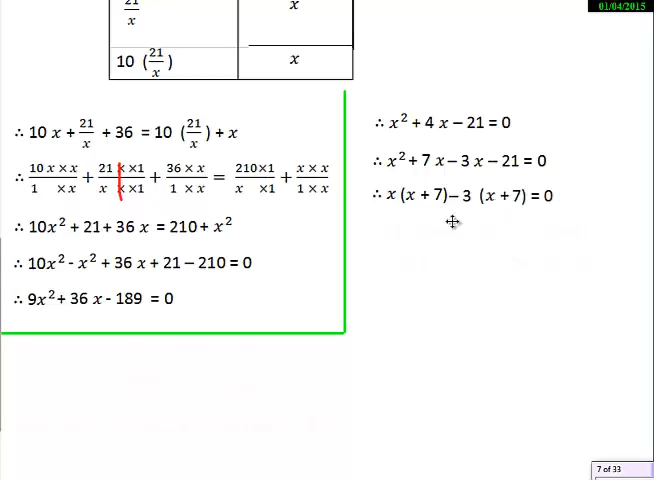 01/04/2015
21/x
x
10 (21/x)
x
∴ 10 x + 21/x + 36 = 10 (21/x) + x
∴ (10 x × x)/(1 × x) + (21 × 1)/(x × 1) + (36 × x)/(1 × x) = (210×1)/(x ×1) + (x × x)/(1 × x)
∴ 10x² + 21 + 36 x = 210 + x²
∴ 10x² - x² + 36 x + 21 − 210 = 0
∴ 9x² + 36 x - 189 = 0
∴ x² + 4 x − 21 = 0
∴ x² + 7 x − 3 x − 21 = 0
∴ x (x + 7) − 3 (x + 7) = 0
7 of 33